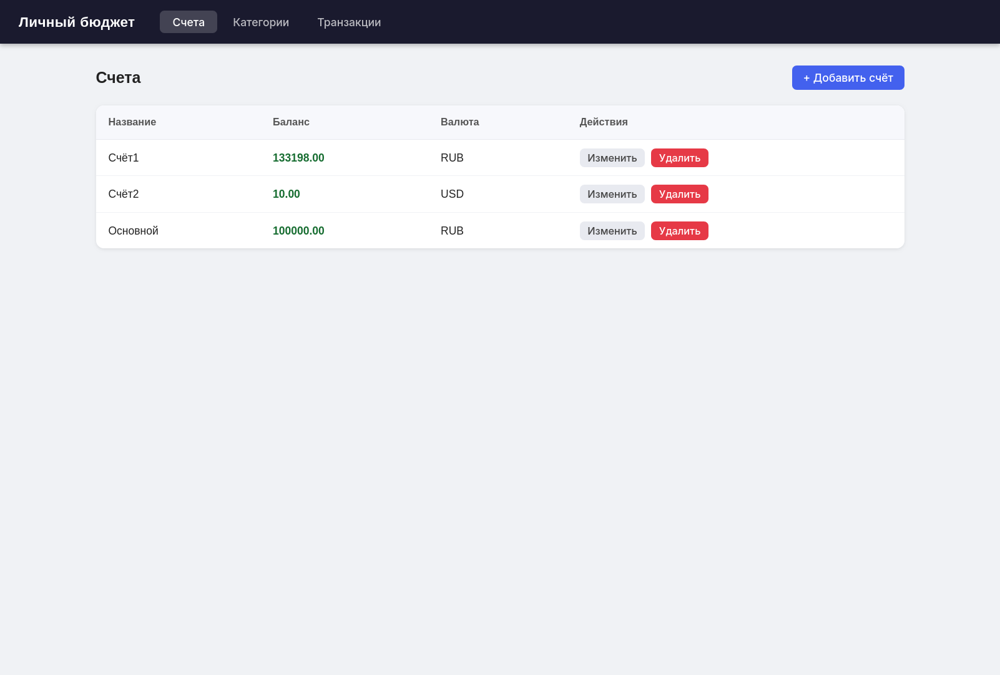 Личный бюджет Счета Категории Транзакции
Счета + Добавить счёт
Название Баланс Валюта Действия
Счёт1 133198.00 RUB Изменить Удалить
Счёт2 10.00 USD Изменить Удалить
Основной 100000.00 RUB Изменить Удалить